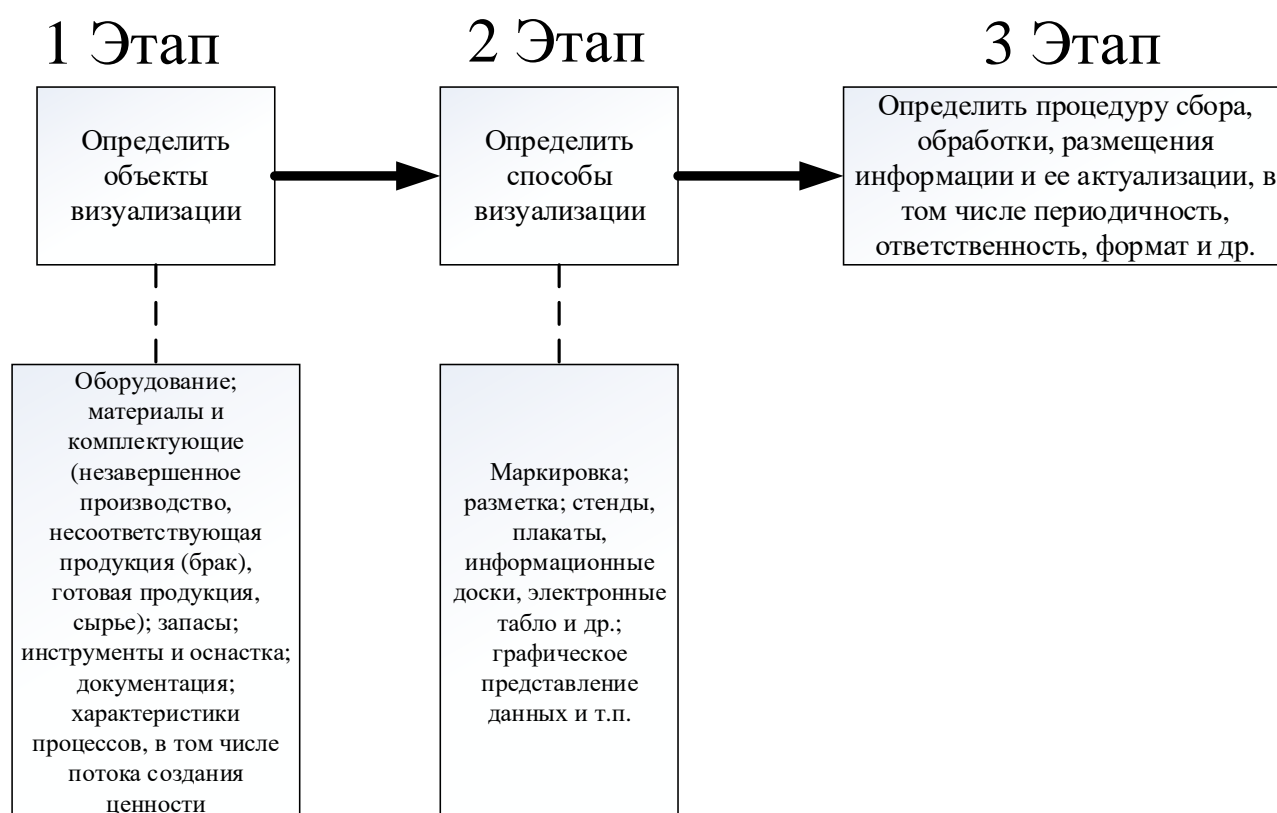 1 Этап
2 Этап
3 Этап
Определить
объекты
визуализации
Определить
способы
визуализации
Определить процедуру сбора,
обработки, размещения
информации и ее актуализации, в
том числе периодичность,
ответственность, формат и др.
Оборудование;
материалы и
комплектующие
(незавершенное
производство,
несоответствующая
продукция (брак),
готовая продукция,
сырье); запасы;
инструменты и оснастка;
документация;
характеристики
процессов, в том числе
потока создания
ценности
Маркировка;
разметка; стенды,
плакаты,
информационные
доски, электронные
табло и др.;
графическое
представление
данных и т.п.